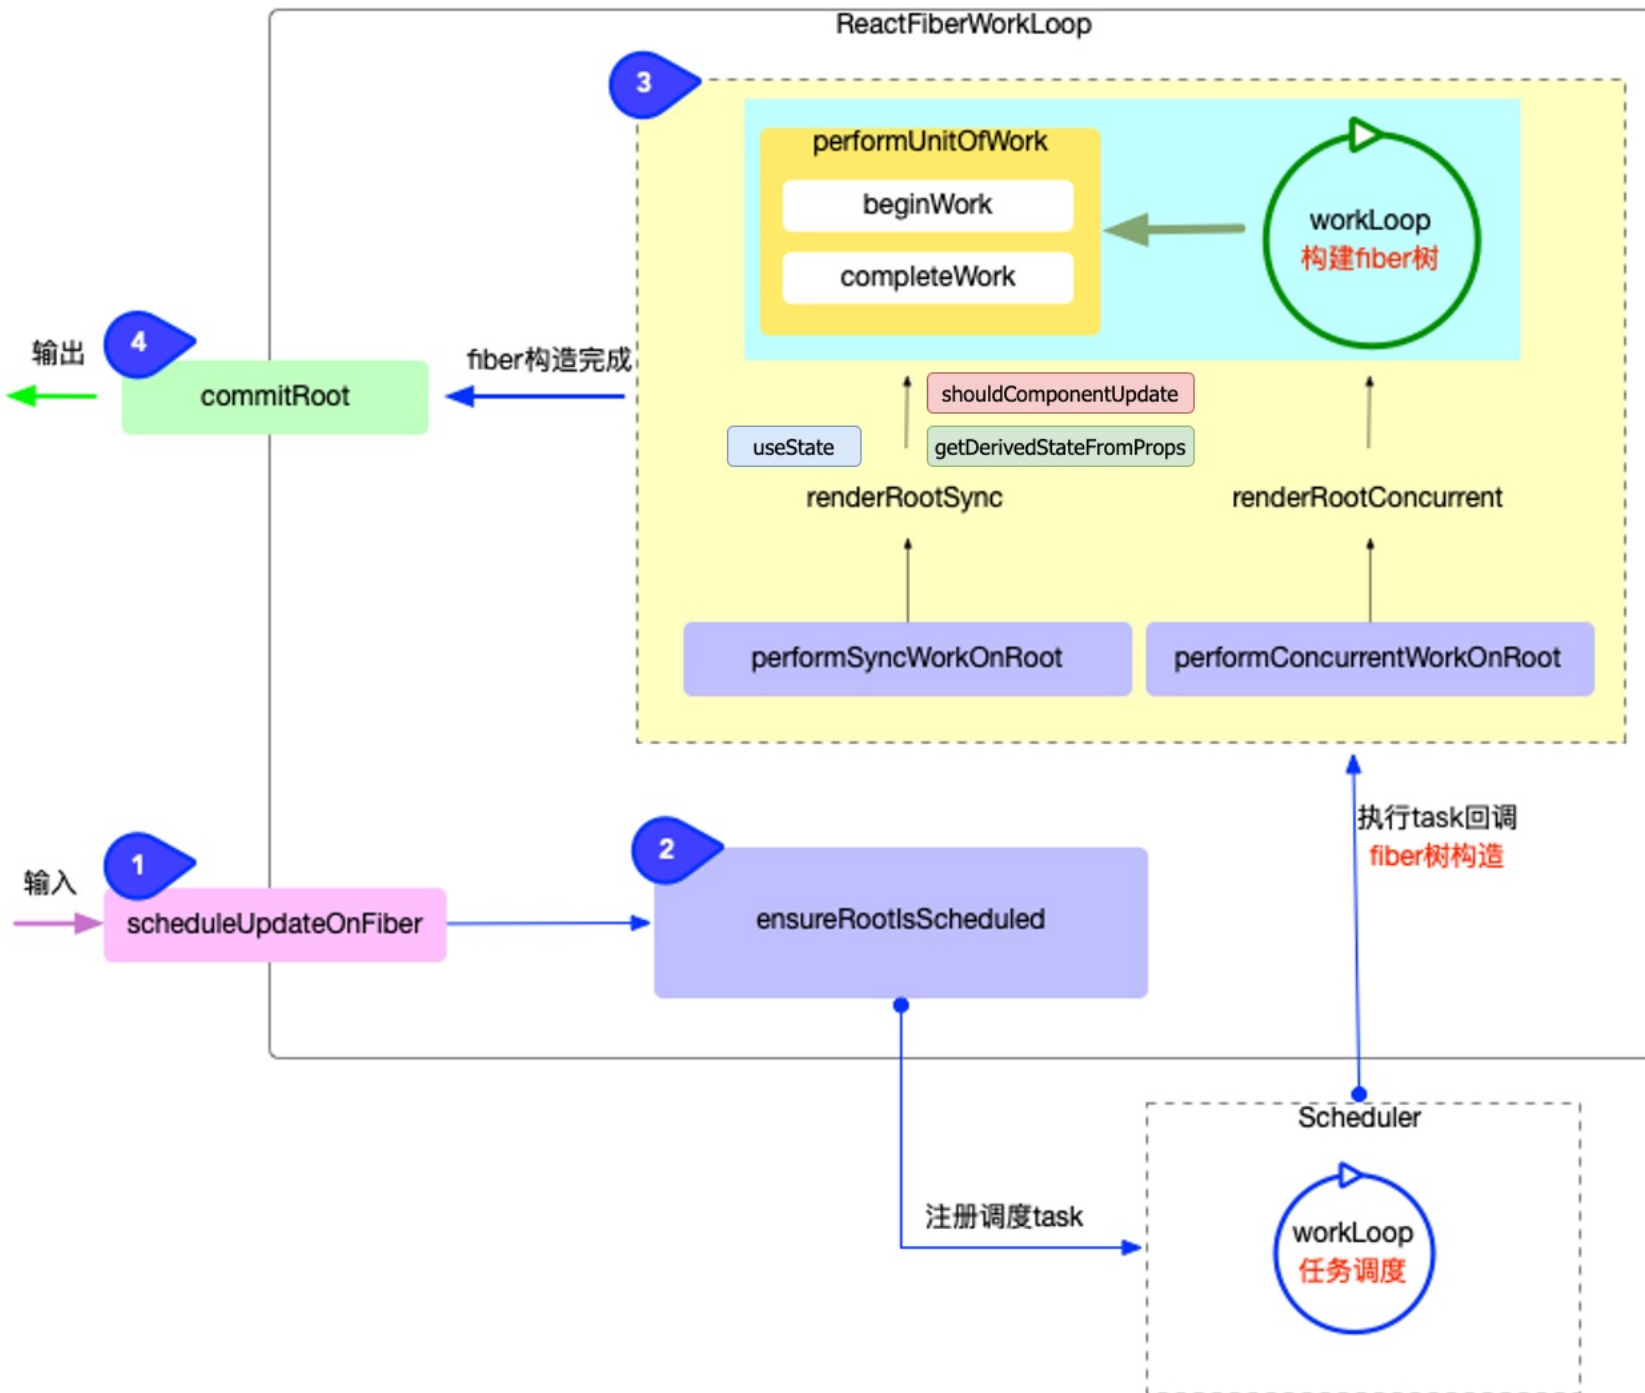 ReactFiberWorkLoop
3
performUnitOfWork
beginWork
completeWork
workLoop
构建fiber树
4
输出
commitRoot
fiber构造完成
shouldComponentUpdate
useState
getDerivedStateFromProps
renderRootSync
renderRootConcurrent
performSyncWorkOnRoot
performConcurrentWorkOnRoot
执行task回调
fiber树构造
1
输入
scheduleUpdateOnFiber
2
ensureRootIsScheduled
Scheduler
注册调度task
workLoop
任务调度